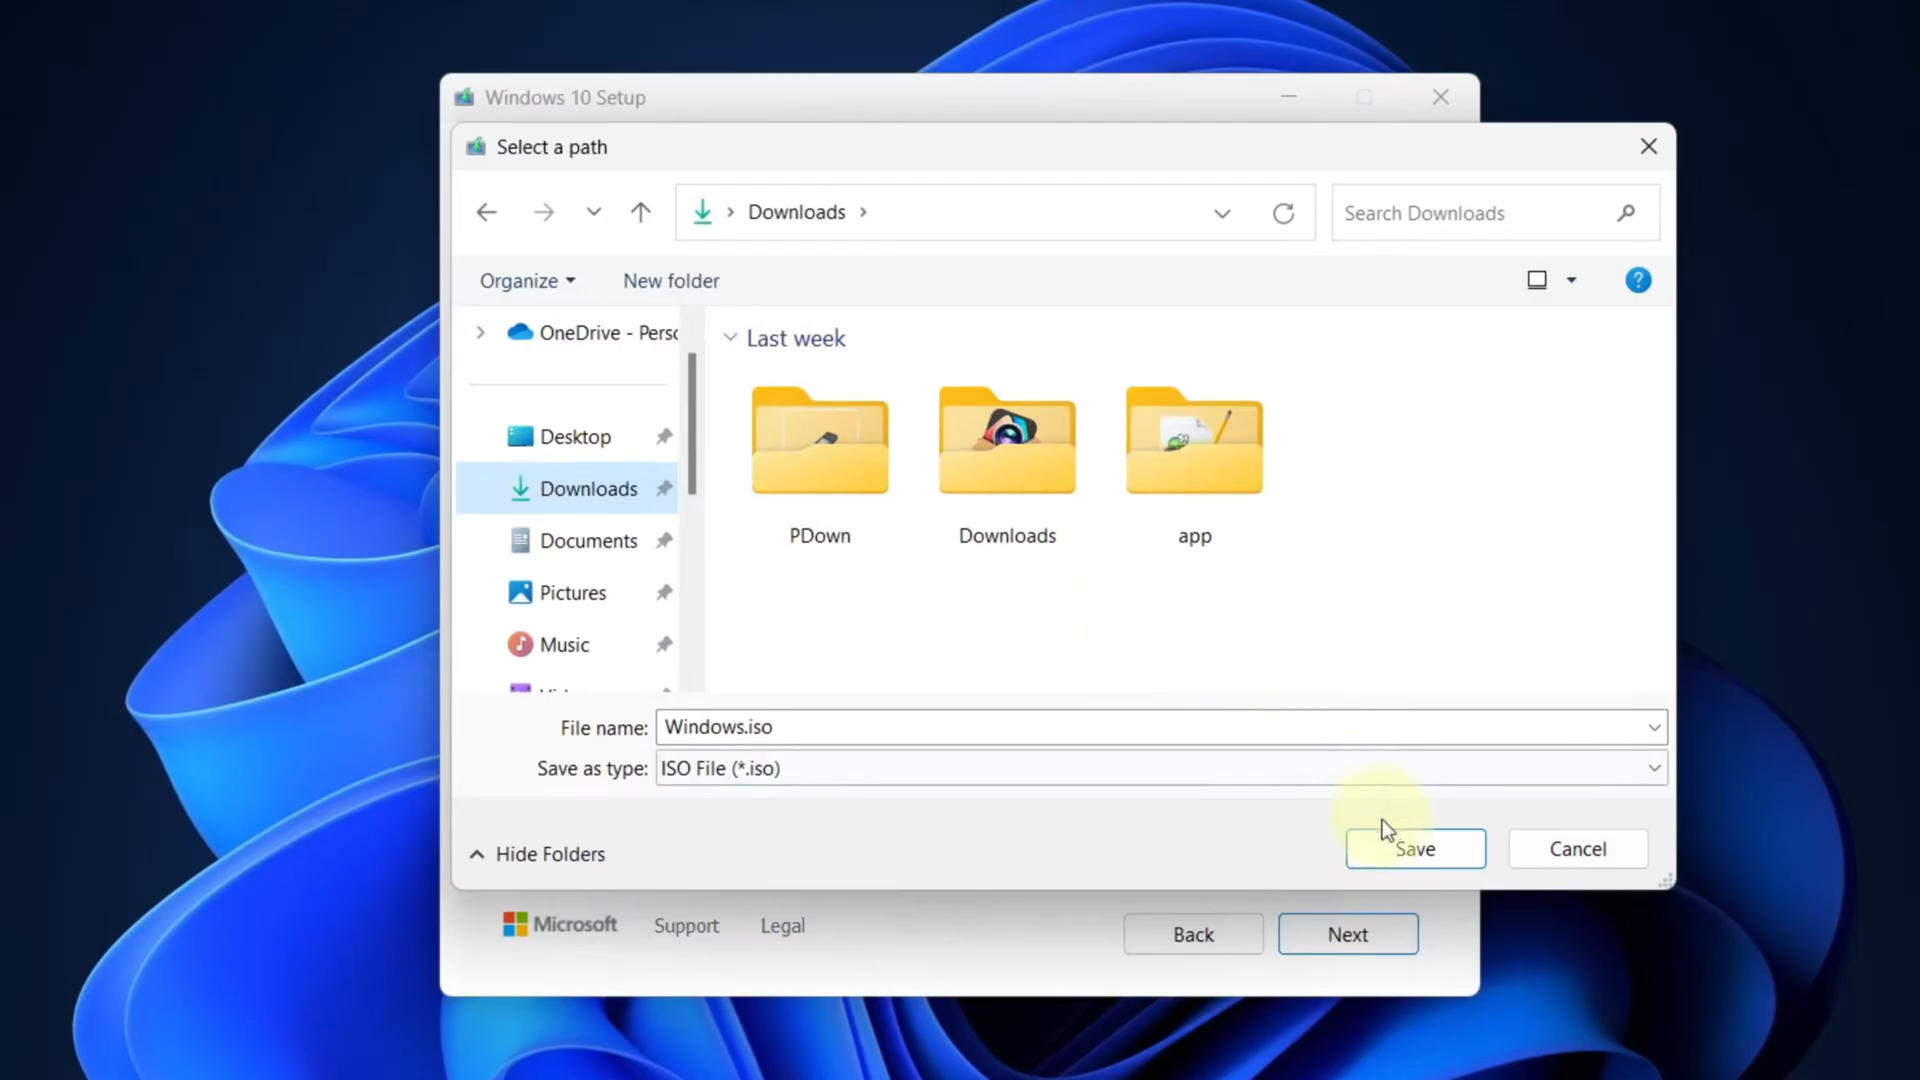 Windows 10 Setup
Select a path
Downloads
Search Downloads
Organize
New folder
?
OneDrive - Perso
Desktop
Downloads
Documents
Pictures
Music
Last week
PDown
Downloads
app
File name: Windows.iso
Save as type: ISO File (*.iso)
Hide Folders
Save
Cancel
Microsoft
Support
Legal
Back
Next